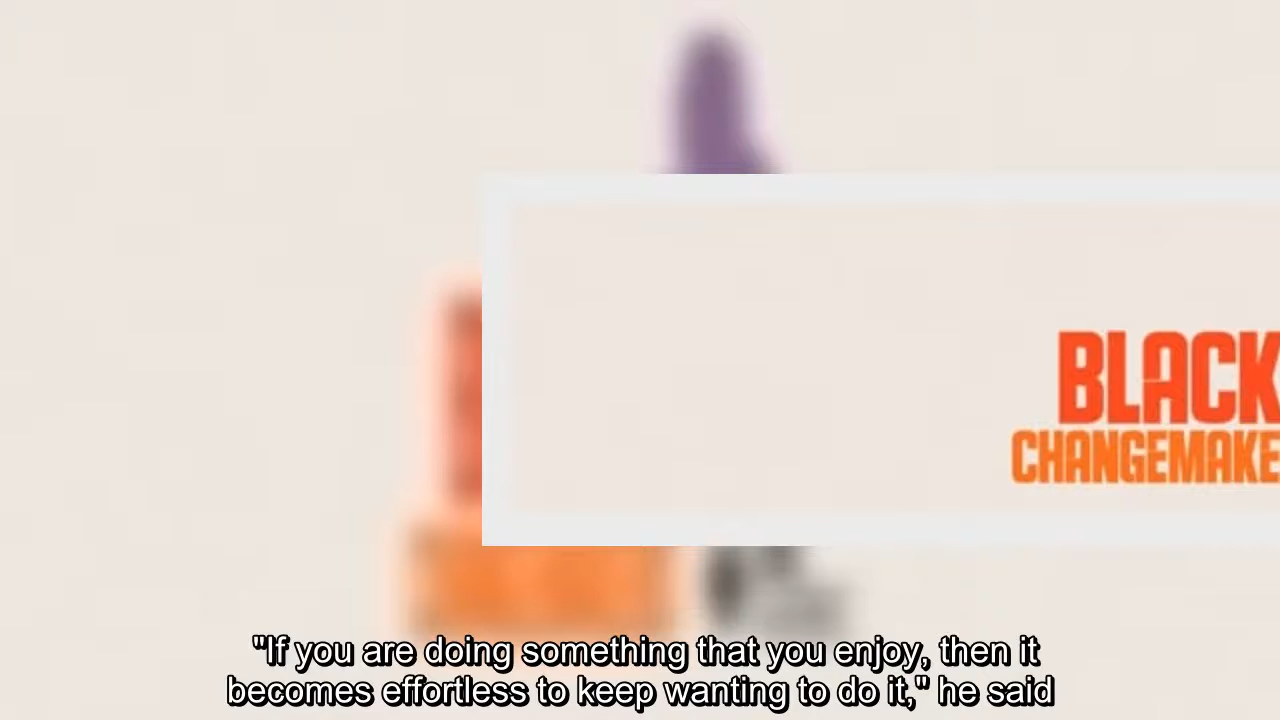 BLACK
CHANGEMAKE
"If you are doing something that you enjoy, then it
becomes effortless to keep wanting to do it," he said